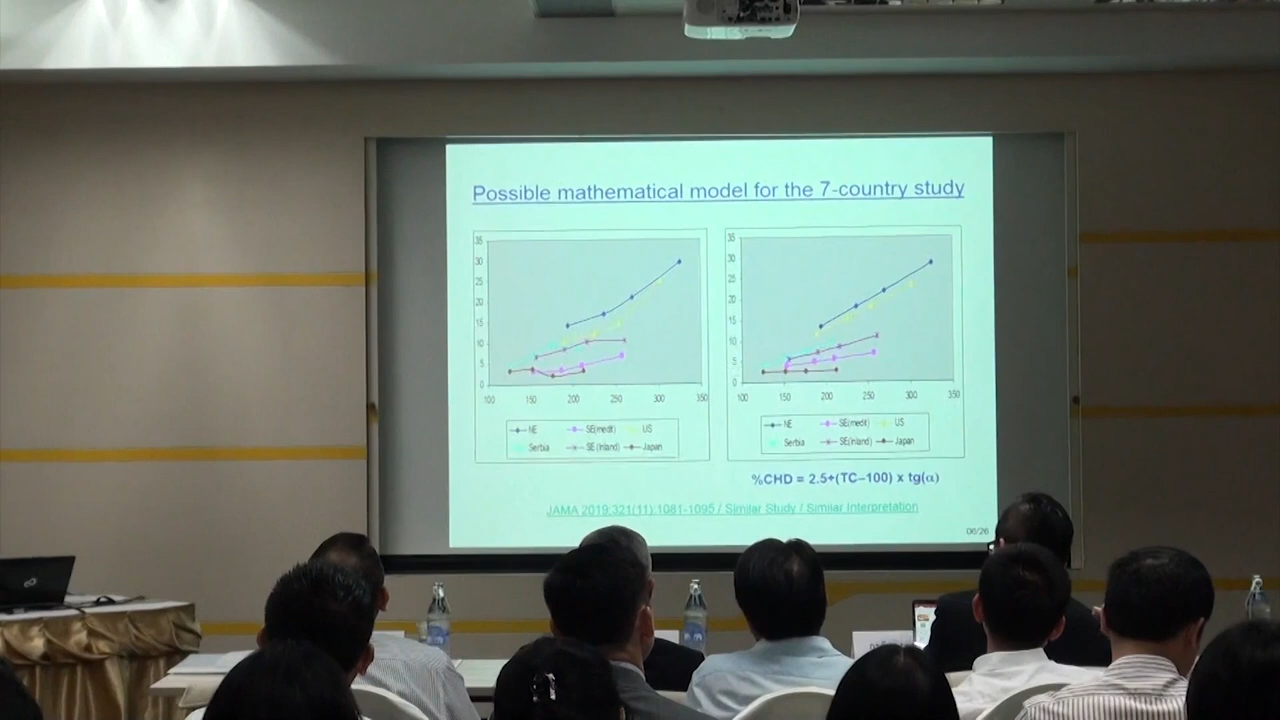 Possible mathematical model for the 7-country study
35
30
25
20
15
10
5
0
100 150 200 250 300 350
NE SE(medit) US
Serbia SE (inland) Japan
35
30
25
20
15
10
5
0
100 150 200 250 300 350
NE SE(medit) US
Serbia SE(inland) Japan
%CHD = 2.5+(TC–100) x tg(α)
JAMA 2019;321(11):1081-1095 / Similar Study / Similar Interpretation
06/26